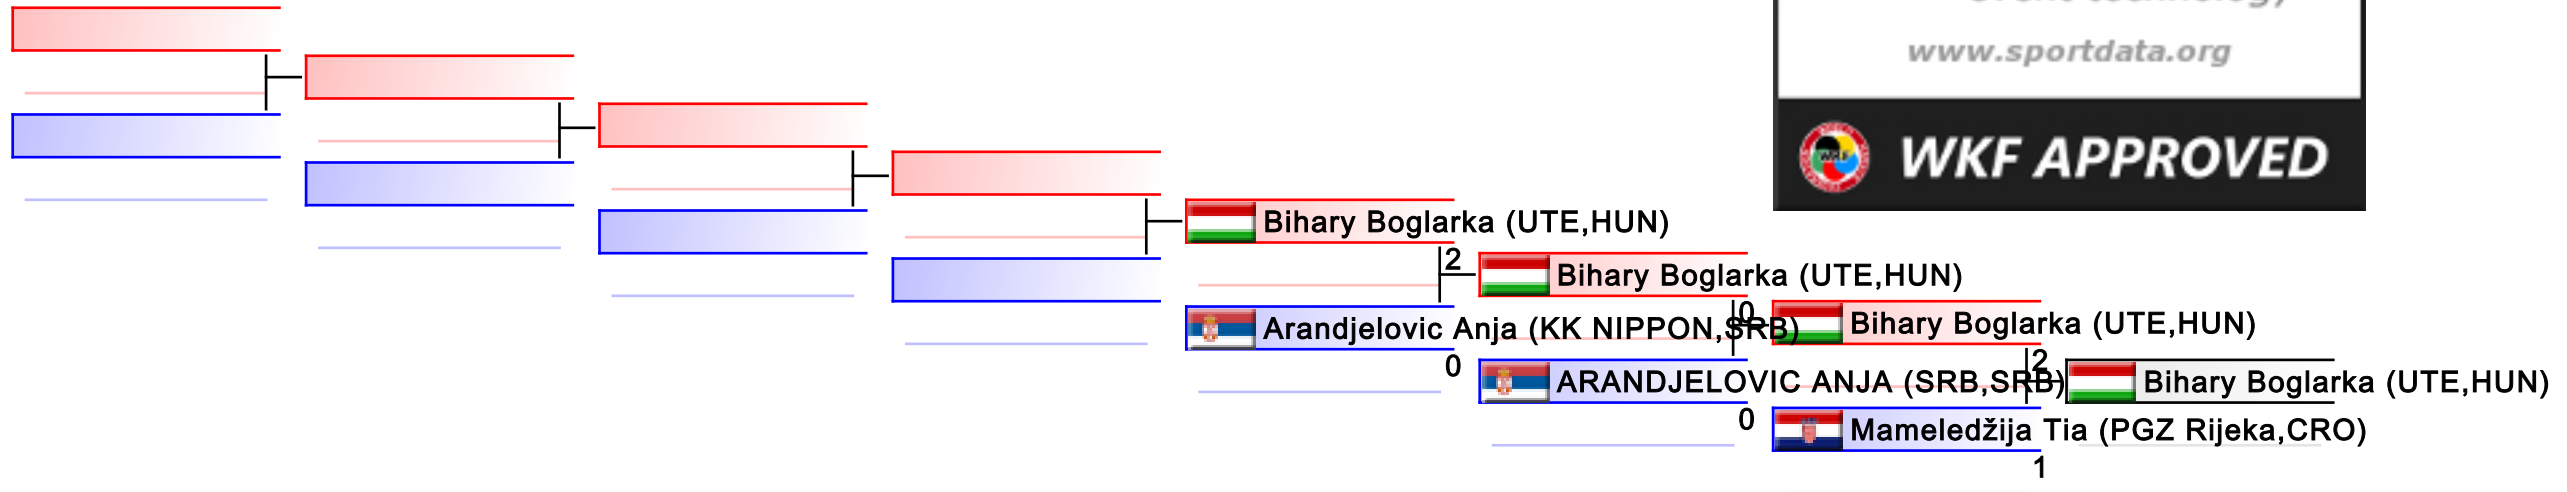 event technology
www.sportdata.org
WKF APPROVED
Bihary Boglarka (UTE,HUN)
2
Bihary Boglarka (UTE,HUN)
Arandjelovic Anja (KK NIPPON,SRB)
0
0
Bihary Boglarka (UTE,HUN)
ARANDJELOVIC ANJA (SRB,SRB)
0
2
Bihary Boglarka (UTE,HUN)
Mameledžija Tia (PGZ Rijeka,CRO)
1